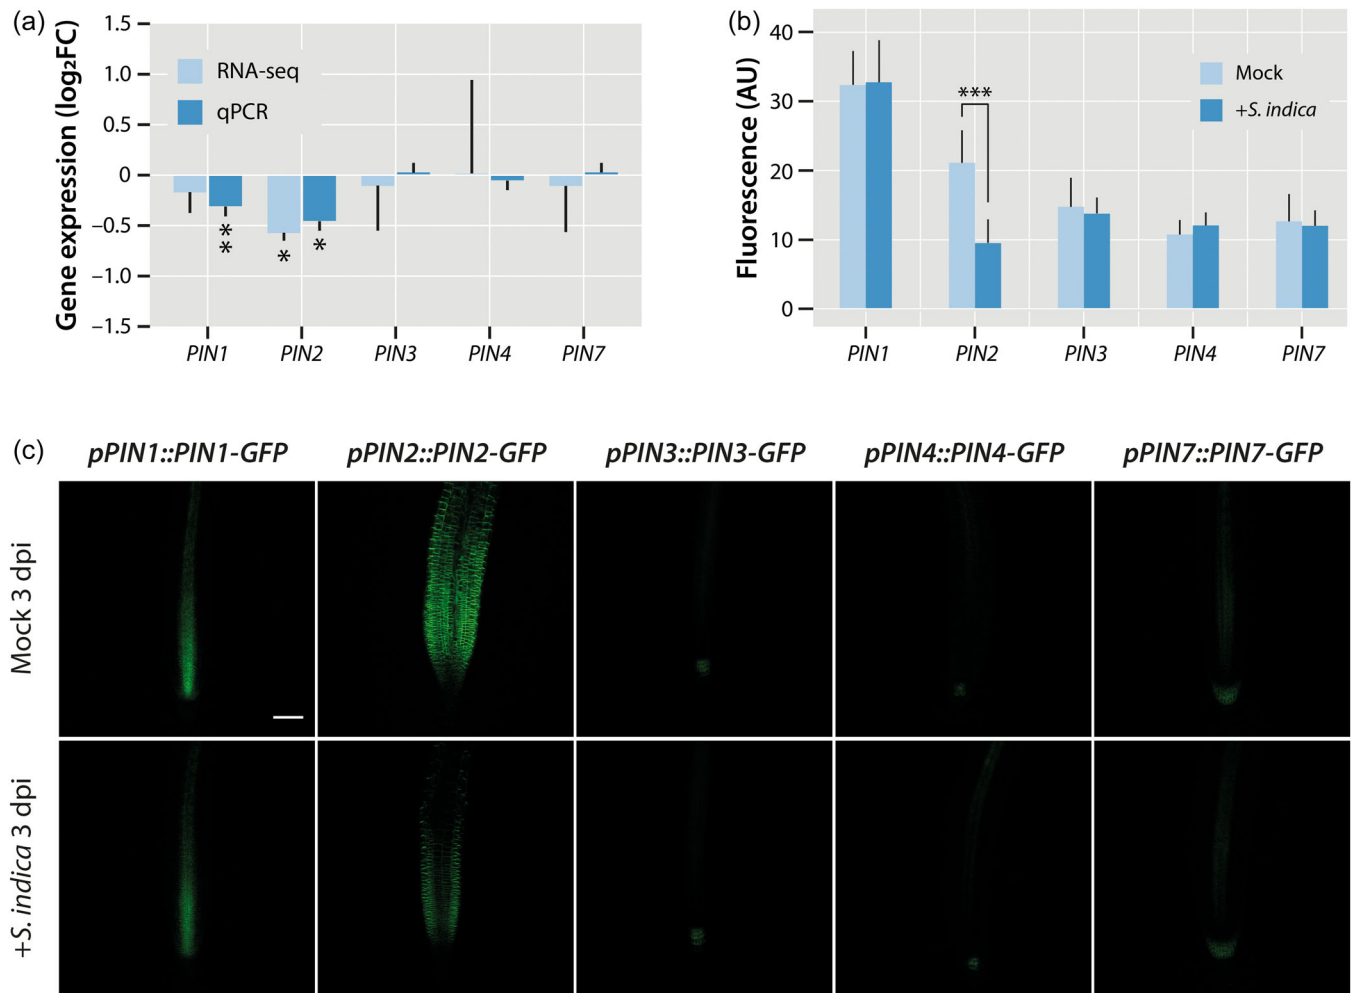 (a)
Gene expression (log₂FC)
1.5
1.0
0.5
0
−0.5
−1.0
−1.5
RNA-seq
qPCR
*
*
*
*
PIN1 PIN2 PIN3 PIN4 PIN7
(b)
Fluorescence (AU)
40
30
20
10
0
***
Mock
+S. indica
PIN1 PIN2 PIN3 PIN4 PIN7
(c)
pPIN1::PIN1-GFP pPIN2::PIN2-GFP pPIN3::PIN3-GFP pPIN4::PIN4-GFP pPIN7::PIN7-GFP
Mock 3 dpi
+S. indica 3 dpi